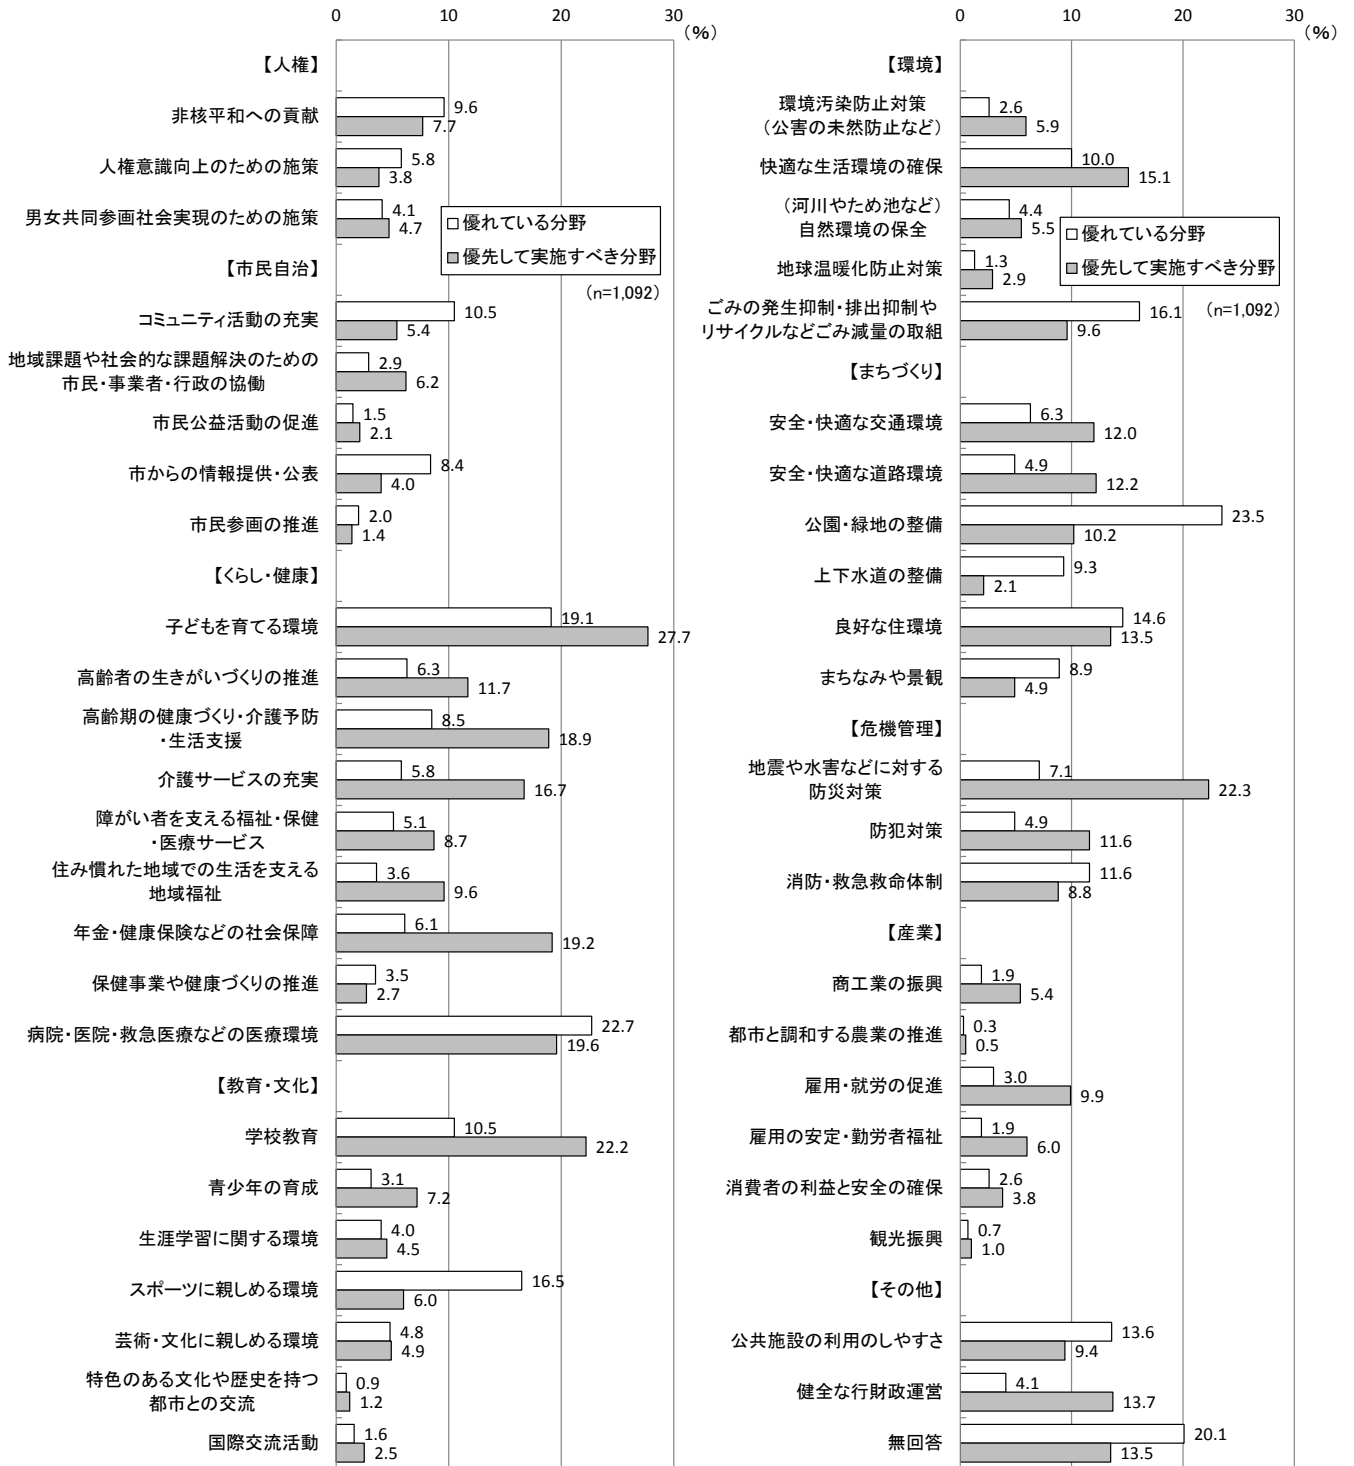 0 10 20 30
(%)
【人権】
非核平和への貢献
9.6
7.7
人権意識向上のための施策
5.8
3.8
男女共同参画社会実現のための施策
4.1
4.7
優れている分野
優先して実施すべき分野
(n=1,092)
【市民自治】
コミュニティ活動の充実
10.5
5.4
地域課題や社会的な課題解決のための
市民・事業者・行政の協働
2.9
6.2
市民公益活動の促進
1.5
2.1
市からの情報提供・公表
8.4
4.0
市民参画の推進
2.0
1.4
【くらし・健康】
子どもを育てる環境
19.1
27.7
高齢者の生きがいづくりの推進
6.3
11.7
高齢期の健康づくり・介護予防
・生活支援
8.5
18.9
介護サービスの充実
5.8
16.7
障がい者を支える福祉・保健
・医療サービス
5.1
8.7
住み慣れた地域での生活を支える
地域福祉
3.6
9.6
年金・健康保険などの社会保障
6.1
19.2
保健事業や健康づくりの推進
3.5
2.7
病院・医院・救急医療などの医療環境
22.7
19.6
【教育・文化】
学校教育
10.5
22.2
青少年の育成
3.1
7.2
生涯学習に関する環境
4.0
4.5
スポーツに親しめる環境
16.5
6.0
芸術・文化に親しめる環境
4.8
4.9
特色のある文化や歴史を持つ
都市との交流
0.9
1.2
国際交流活動
1.6
2.5
0 10 20 30
(%)
【環境】
環境汚染防止対策
(公害の未然防止など)
2.6
5.9
快適な生活環境の確保
10.0
15.1
(河川やため池など)
自然環境の保全
4.4
5.5
優れている分野
優先して実施すべき分野
(n=1,092)
地球温暖化防止対策
1.3
2.9
ごみの発生抑制・排出抑制や
リサイクルなどごみ減量の取組
16.1
9.6
【まちづくり】
安全・快適な交通環境
6.3
12.0
安全・快適な道路環境
4.9
12.2
公園・緑地の整備
23.5
10.2
上下水道の整備
9.3
2.1
良好な住環境
14.6
13.5
まちなみや景観
8.9
4.9
【危機管理】
地震や水害などに対する
防災対策
7.1
22.3
防犯対策
4.9
11.6
消防・救急救命体制
11.6
8.8
【産業】
商工業の振興
1.9
5.4
都市と調和する農業の推進
0.3
0.5
雇用・就労の促進
3.0
9.9
雇用の安定・勤労者福祉
1.9
6.0
消費者の利益と安全の確保
2.6
3.8
観光振興
0.7
1.0
【その他】
公共施設の利用のしやすさ
13.6
9.4
健全な行財政運営
4.1
13.7
無回答
20.1
13.5